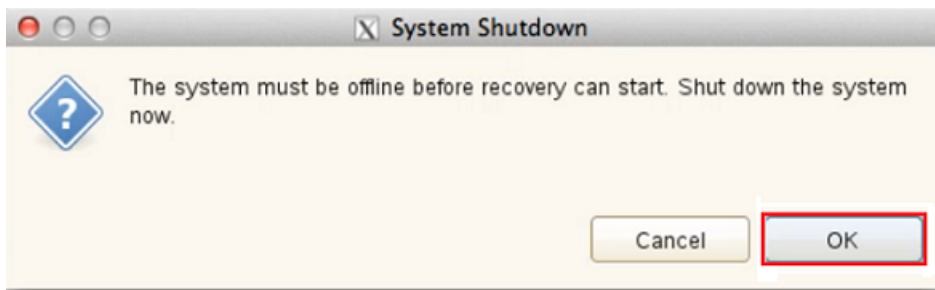 System Shutdown
The system must be offline before recovery can start. Shut down the system
now.
Cancel
OK